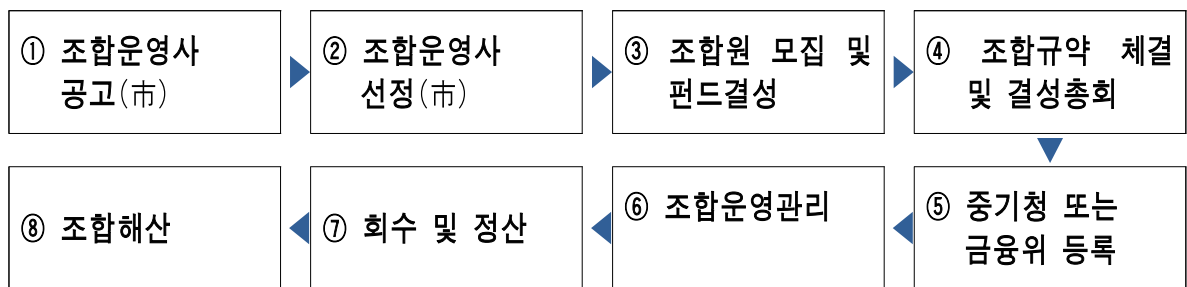 ① 조합운영사
공고(市)
② 조합운영사
선정(市)
③ 조합원 모집 및
펀드결성
④ 조합규약 체결
및 결성총회
⑤ 중기청 또는
금융위 등록
⑥ 조합운영관리
⑦ 회수 및 정산
⑧ 조합해산